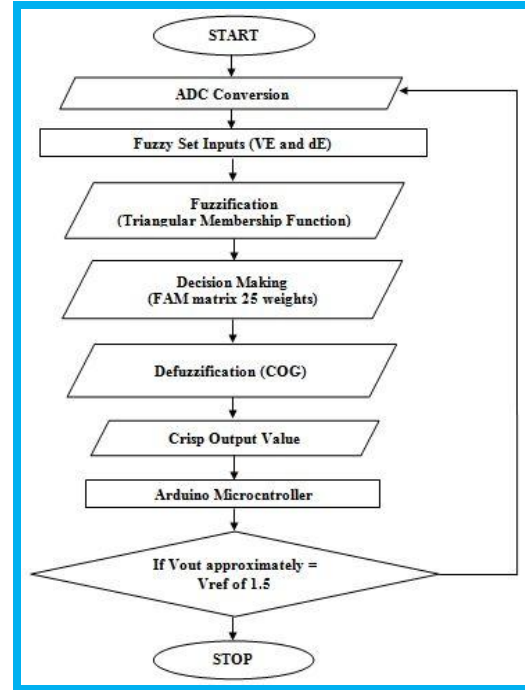 START
ADC Conversion
Fuzzy Set Inputs (VE and dE)
Fuzzification
(Triangular Membership Function)
Decision Making
(FAM matrix 25 weights)
Defuzzification (COG)
Crisp Output Value
Arduino Microcntroller
If Vout approximately =
Vref of 1.5
STOP